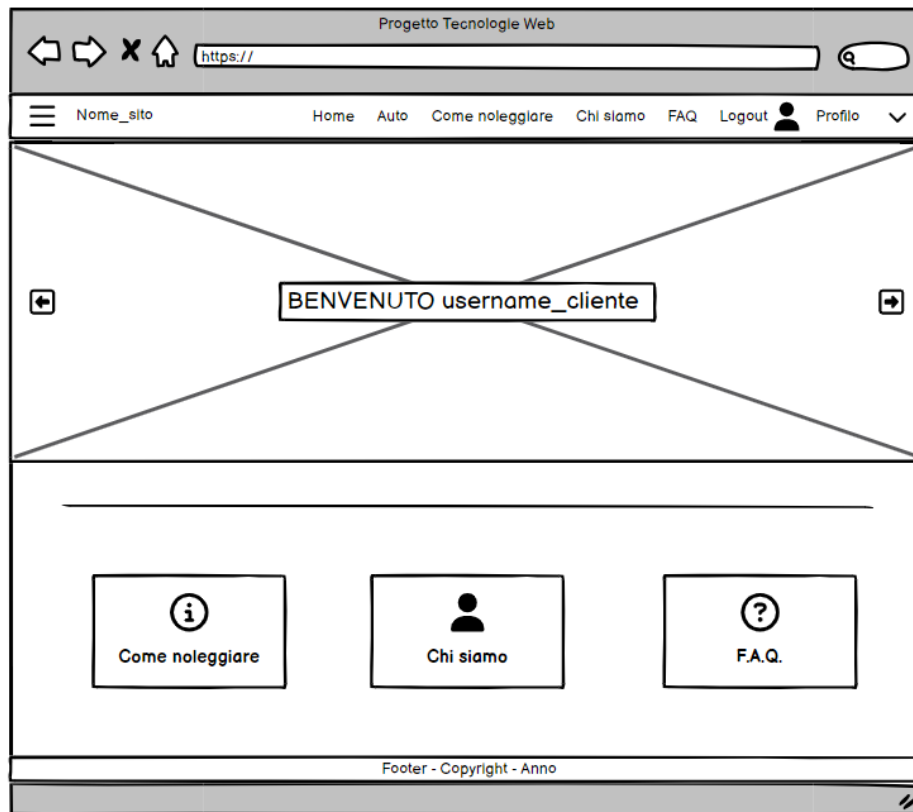 Progetto Tecnologie Web
https://
Nome_sito Home Auto Come noleggiare Chi siamo FAQ Logout Profilo
BENVENUTO username_cliente
Come noleggiare
Chi siamo
F.A.Q.
Footer - Copyright - Anno